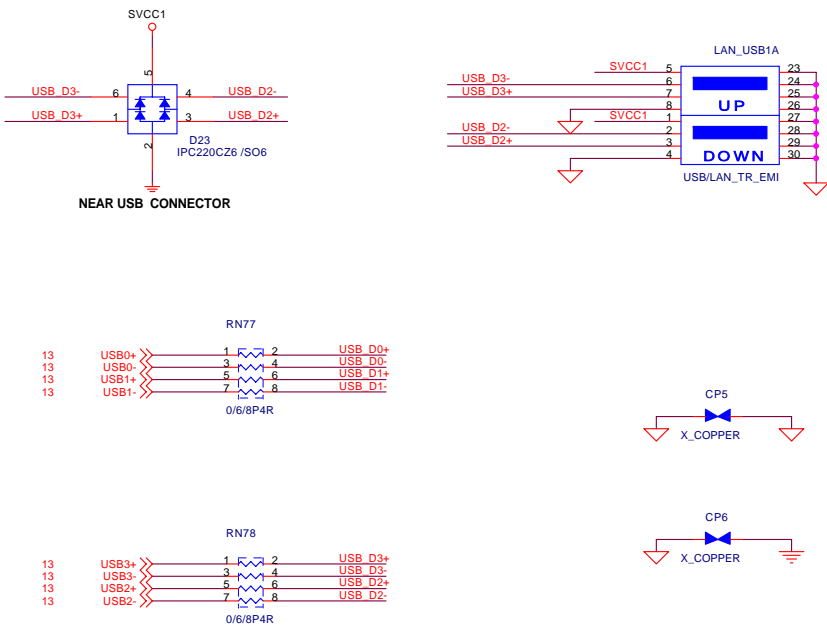 SVCC1
5
USB_D3- 6 4 USB_D2-
USB_D3+ 1 3 USB_D2+
2
D23
IPC220CZ6 /SO6
NEAR USB CONNECTOR
LAN_USB1A
SVCC1 5 23
USB_D3- 6 24
USB_D3+ 7 25
8 26
UP
SVCC1 1 27
USB_D2- 2 28
USB_D2+ 3 29
4 30
DOWN
USB/LAN_TR_EMI
RN77
13 USB0+ 1 2 USB_D0+
13 USB0- 3 4 USB_D0-
13 USB1+ 5 6 USB_D1+
13 USB1- 7 8 USB_D1-
0/6/8P4R
CP5
X_COPPER
RN78
13 USB3+ 1 2 USB_D3+
13 USB3- 3 4 USB_D3-
13 USB2+ 5 6 USB_D2+
13 USB2- 7 8 USB_D2-
0/6/8P4R
CP6
X_COPPER